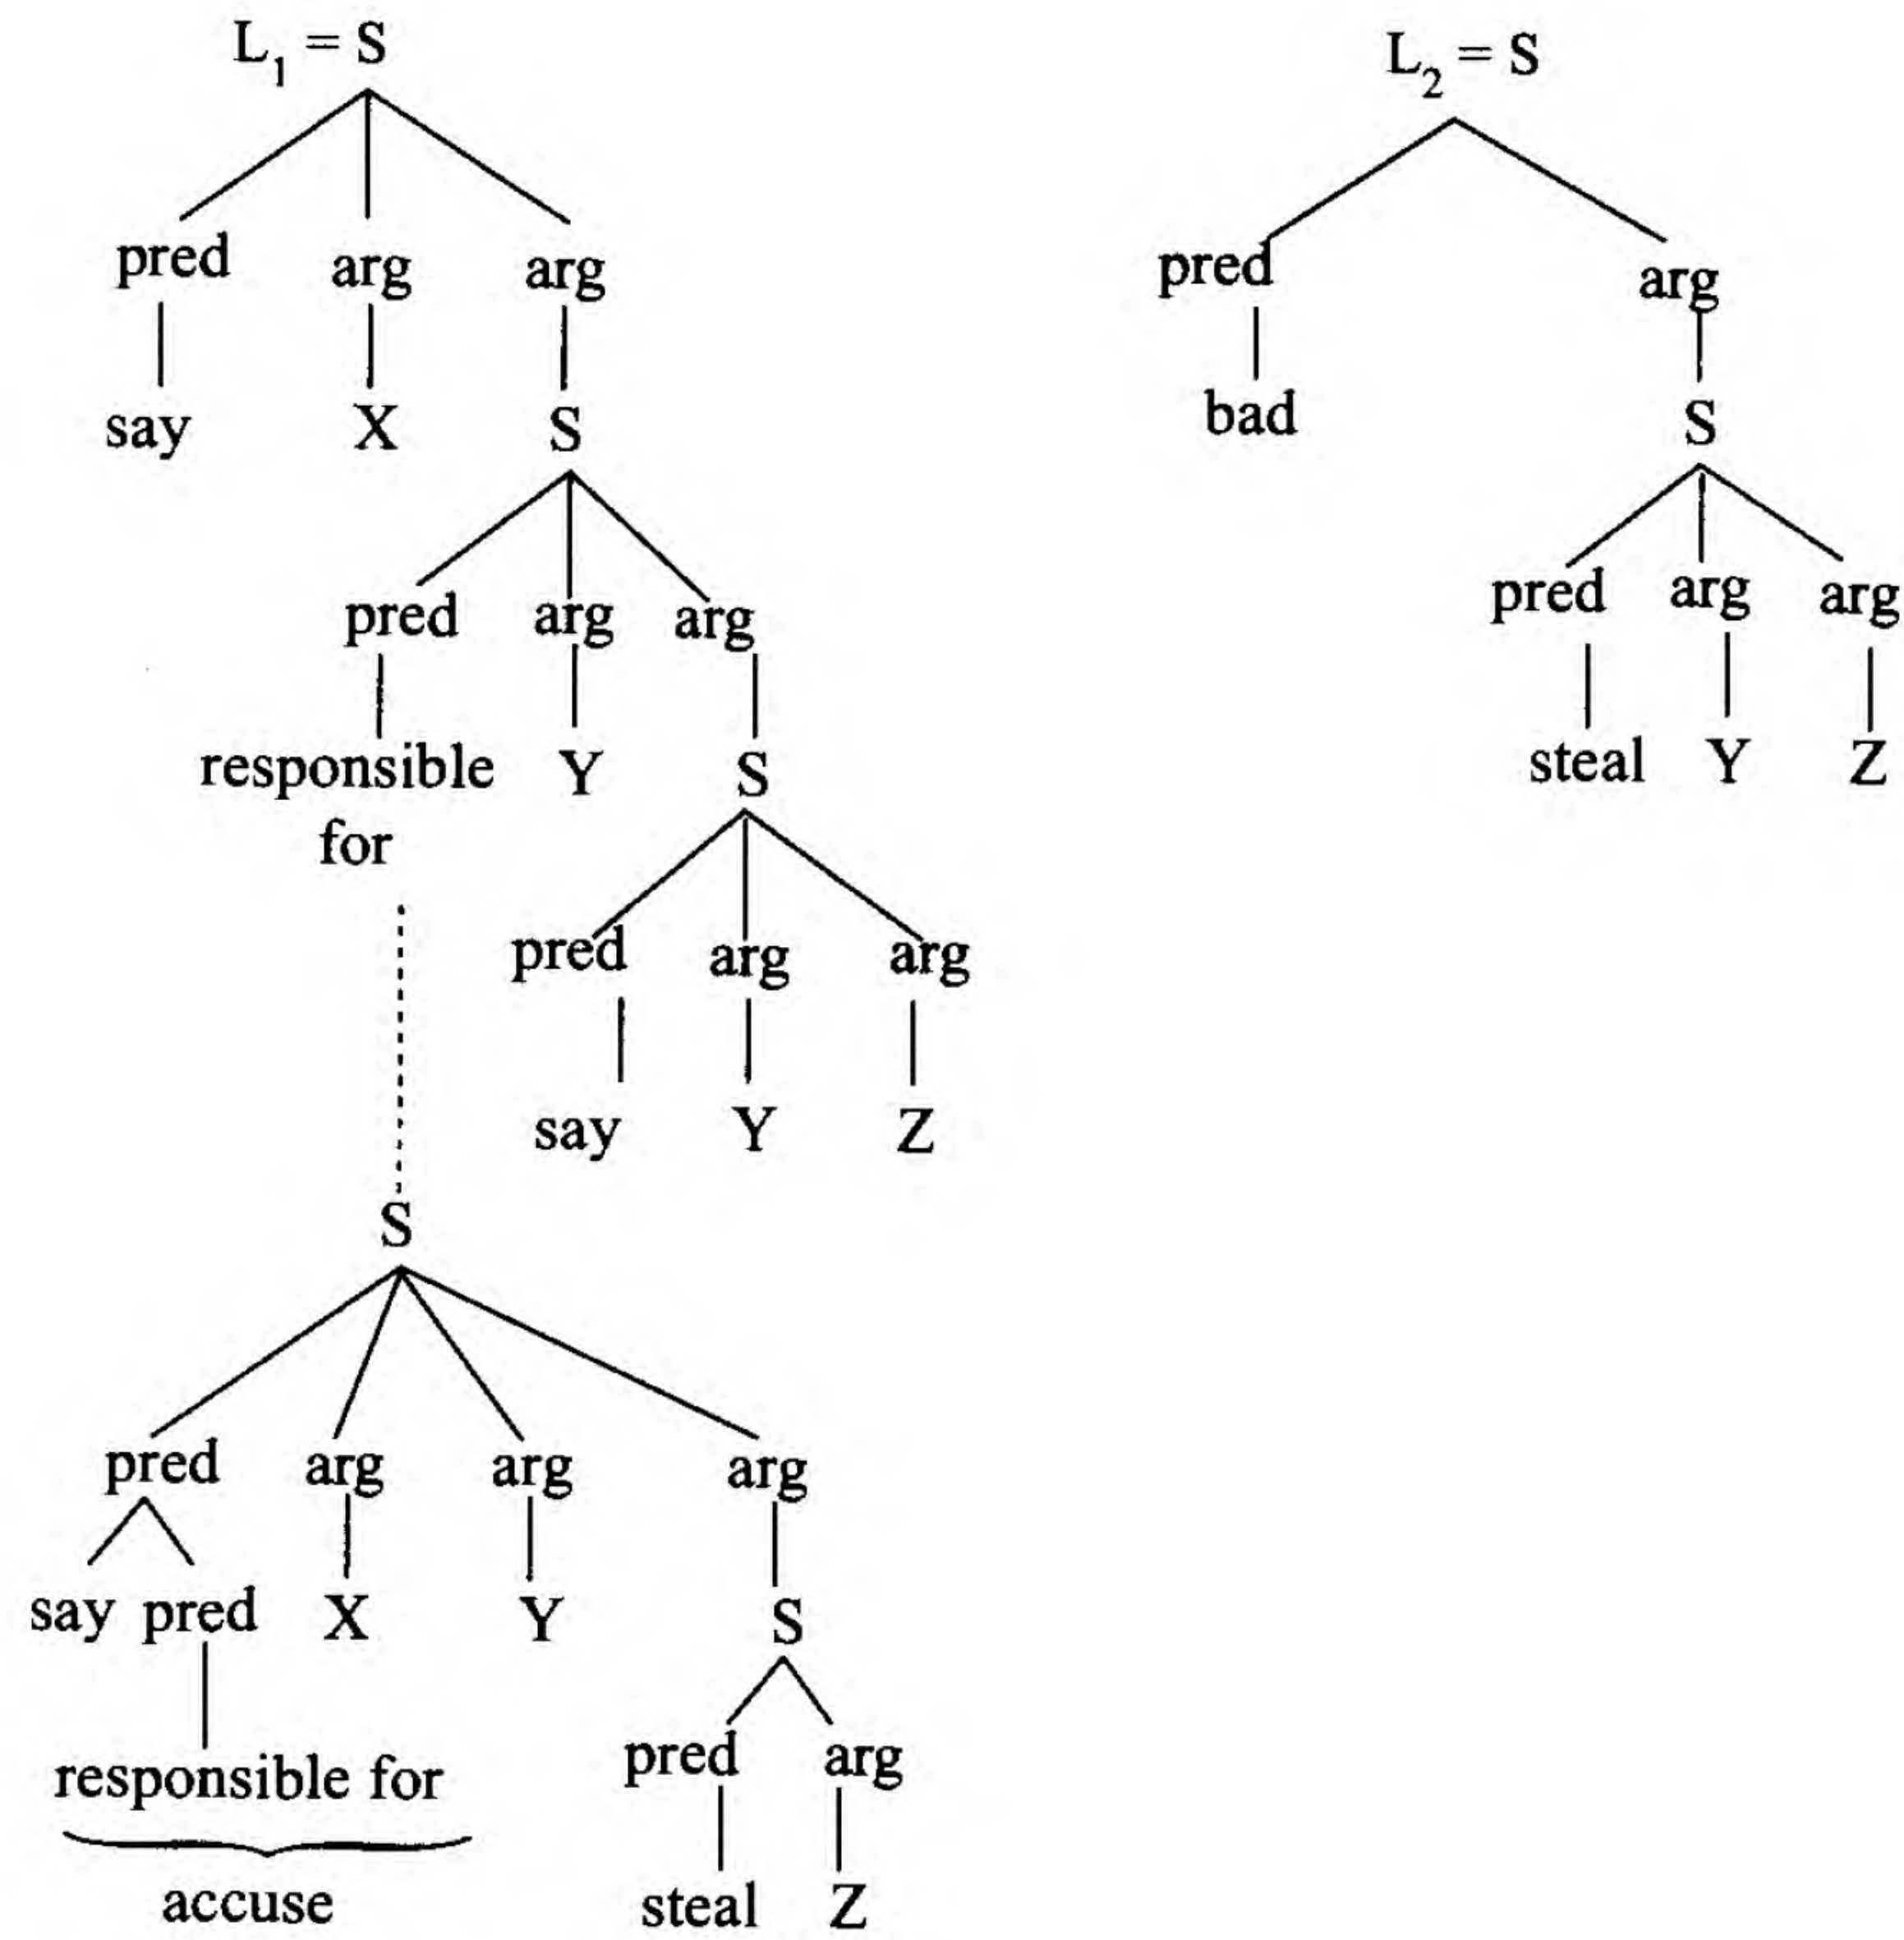 L1 = S
L2 = S
pred arg arg
pred arg
say X S
bad S
pred arg arg
pred arg arg
responsible for Y S
steal Y Z
pred arg arg
say Y Z
S
pred arg arg arg
say pred X Y S
responsible for
pred arg
accuse
steal Z